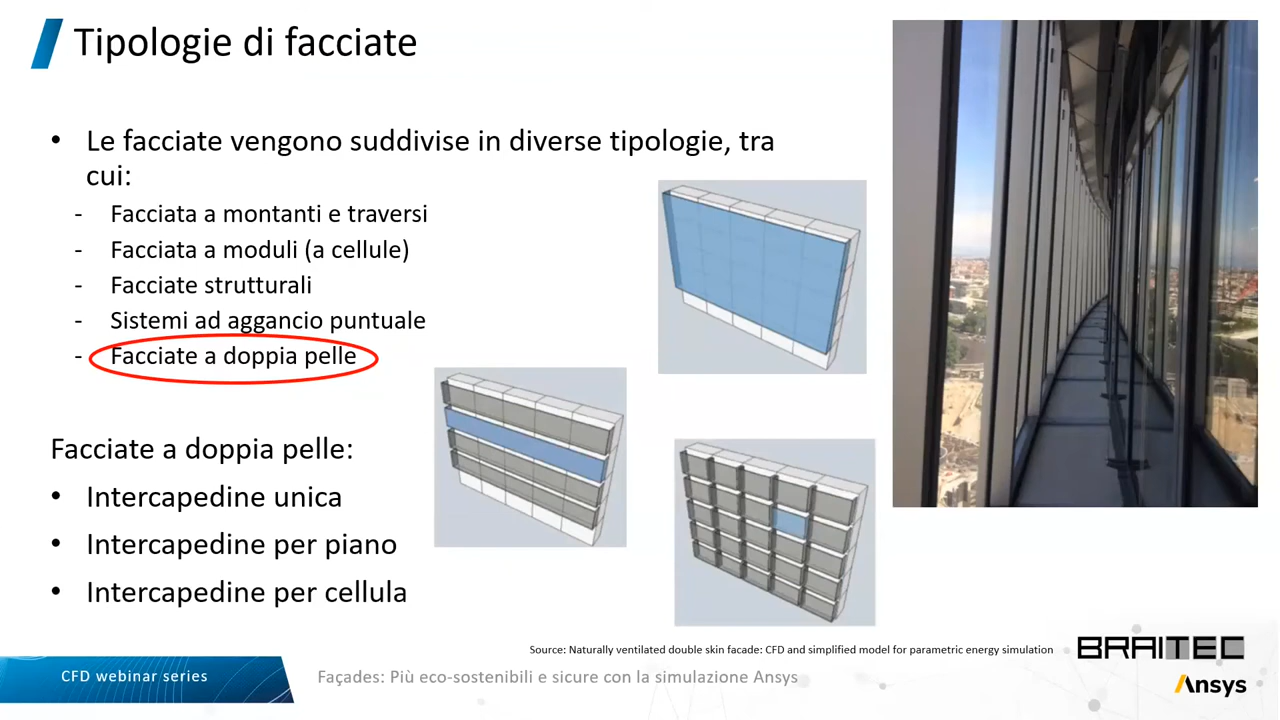 Tipologie di facciate
• Le facciate vengono suddivise in diverse tipologie, tra
cui:
- Facciata a montanti e traversi
- Facciata a moduli (a cellule)
- Facciate strutturali
- Sistemi ad aggancio puntuale
- Facciate a doppia pelle
Facciate a doppia pelle:
• Intercapedine unica
• Intercapedine per piano
• Intercapedine per cellula
Source: Naturally ventilated double skin facade: CFD and simplified model for parametric energy simulation
BRAITEC
CFD webinar series
Façades: Più eco-sostenibili e sicure con la simulazione Ansys
Ansys